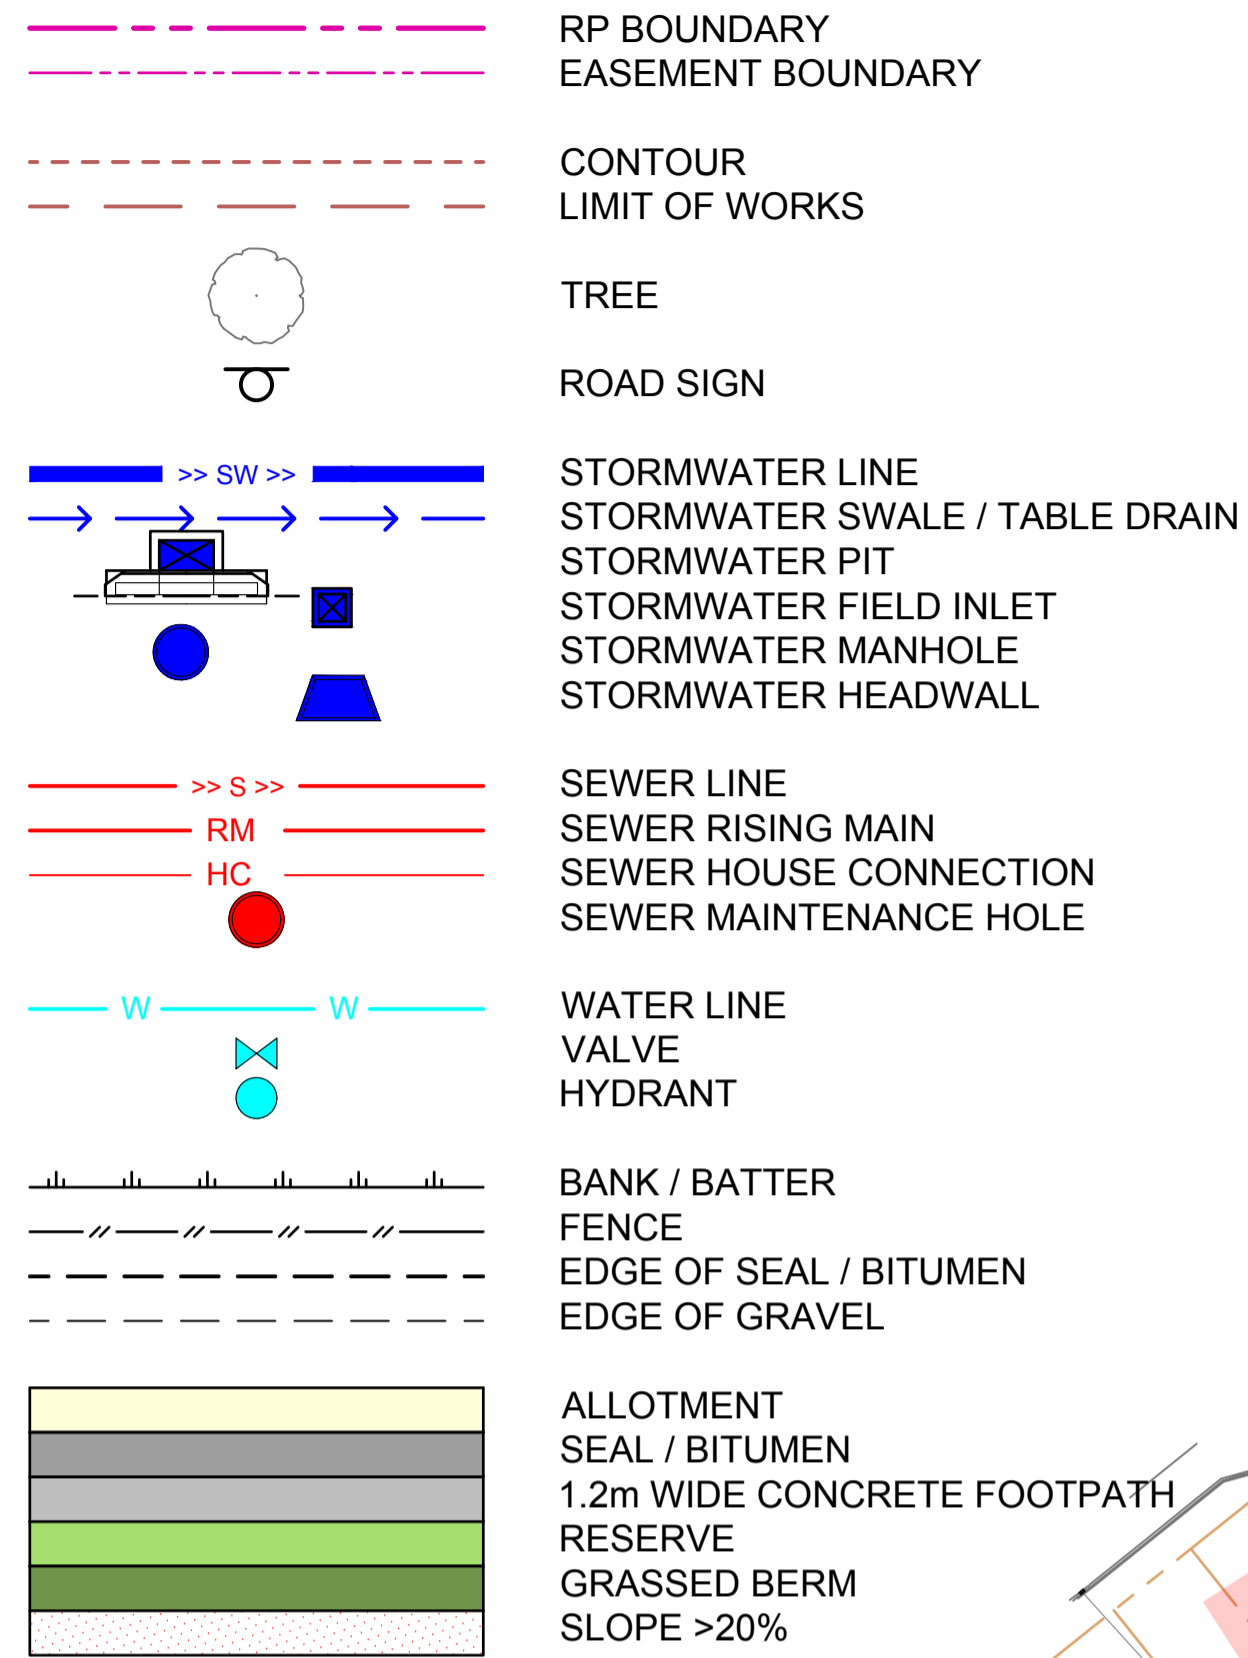 RP BOUNDARY
EASEMENT BOUNDARY
CONTOUR
LIMIT OF WORKS
TREE
ROAD SIGN
>> SW >> STORMWATER LINE
STORMWATER SWALE / TABLE DRAIN
STORMWATER PIT
STORMWATER FIELD INLET
STORMWATER MANHOLE
STORMWATER HEADWALL
>> S >> SEWER LINE
RM SEWER RISING MAIN
HC SEWER HOUSE CONNECTION
SEWER MAINTENANCE HOLE
W W WATER LINE
VALVE
HYDRANT
BANK / BATTER
FENCE
EDGE OF SEAL / BITUMEN
EDGE OF GRAVEL
ALLOTMENT
SEAL / BITUMEN
1.2m WIDE CONCRETE FOOTPATH
RESERVE
GRASSED BERM
SLOPE >20%